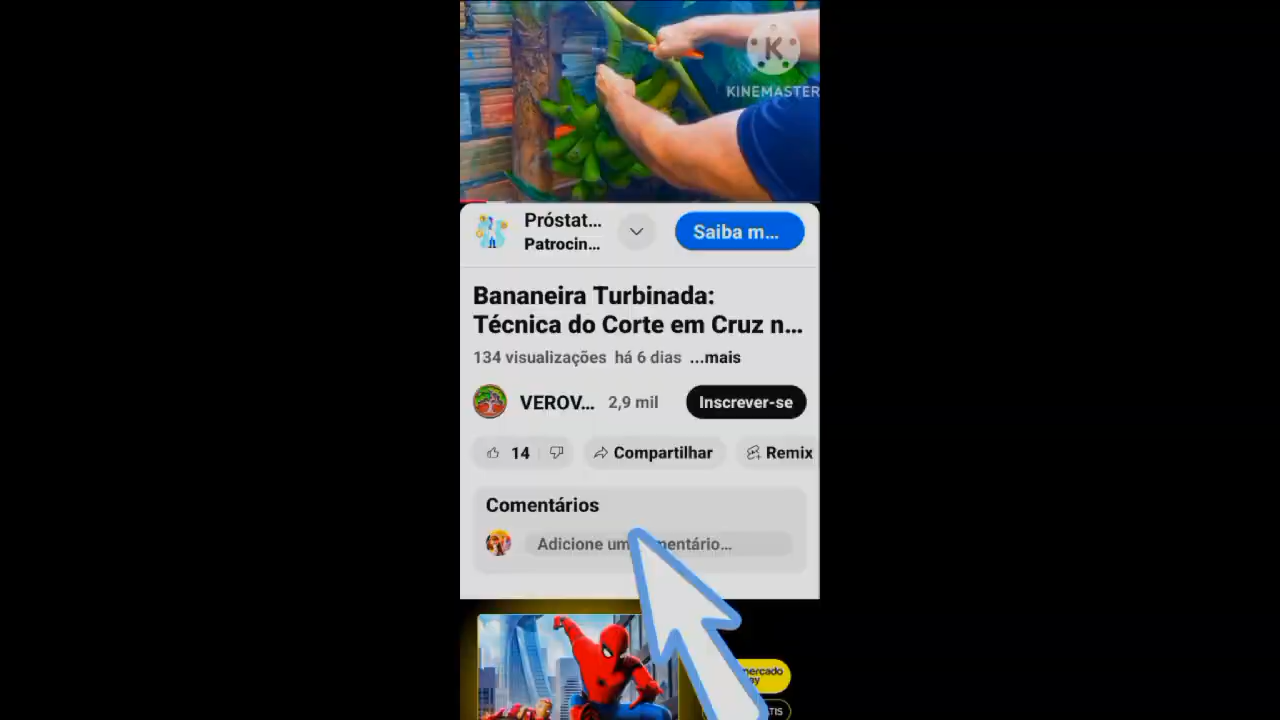 K
KINEMASTER
Próstat...
Patrocin...
Saiba m...
Bananeira Turbinada:
Técnica do Corte em Cruz n...
134 visualizações há 6 dias ...mais
VEROV... 2,9 mil Inscrever-se
14 Compartilhar Remix
Comentários
Adicione um
mentário...
mercado